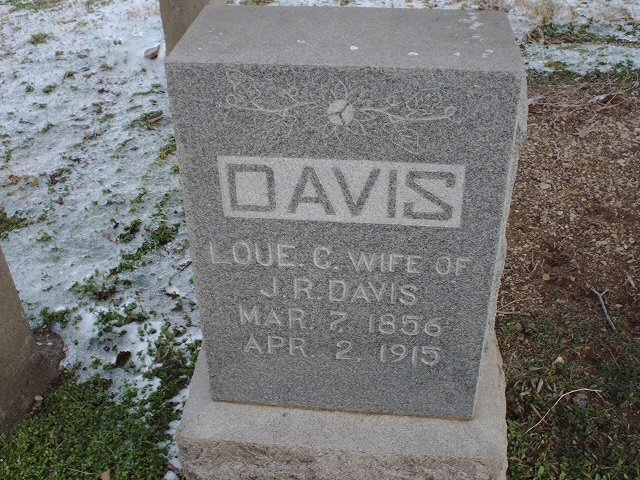 DAVIS
LOUE. C. WIFE OF
J. R. DAVIS
MAR. 7, 1856
APR. 2, 1915